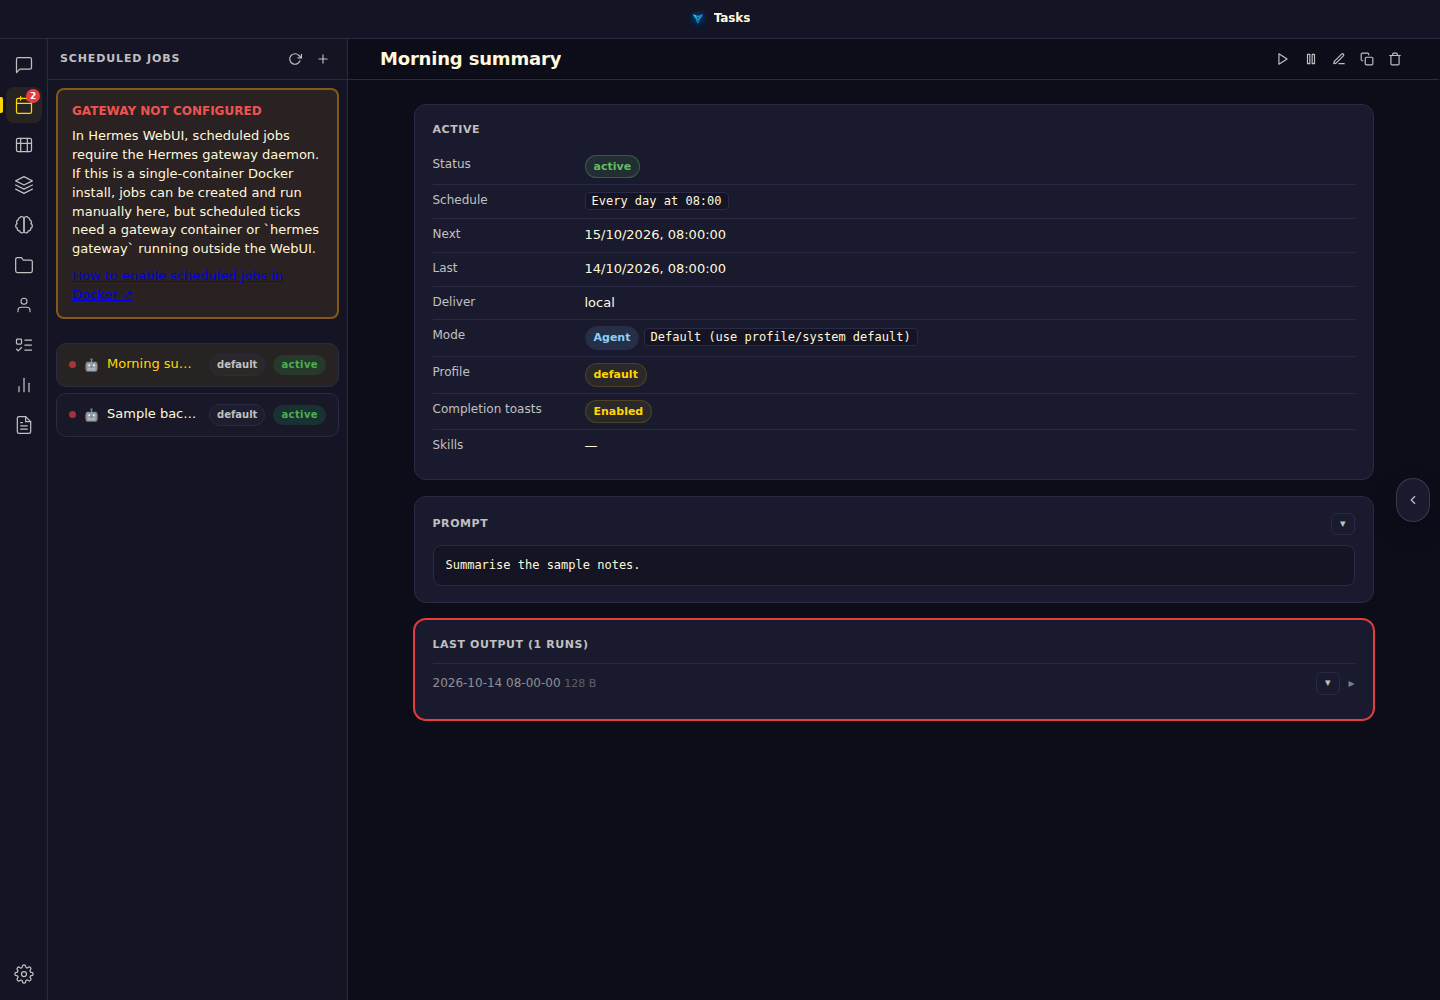 Tasks
SCHEDULED JOBS
Morning summary
2
GATEWAY NOT CONFIGURED
In Hermes WebUI, scheduled jobs
require the Hermes gateway daemon.
If this is a single-container Docker
install, jobs can be created and run
manually here, but scheduled ticks
need a gateway container or `hermes
gateway` running outside the WebUI.
How to enable scheduled jobs in
Docker ↗
Morning su... default active
Sample bac... default active
ACTIVE
Status active
Schedule Every day at 08:00
Next 15/10/2026, 08:00:00
Last 14/10/2026, 08:00:00
Deliver local
Mode Agent Default (use profile/system default)
Profile default
Completion toasts Enabled
Skills —
PROMPT
Summarise the sample notes.
LAST OUTPUT (1 RUNS)
2026-10-14 08-00-00 128 B